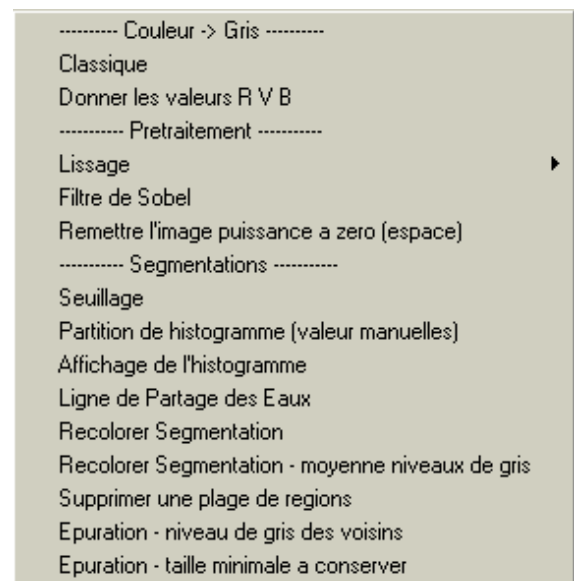 ---------- Couleur -> Gris ----------
Classique
Donner les valeurs R V B
----------- Pretraitement -----------
Lissage
Filtre de Sobel
Remettre l'image puissance a zero (espace)
----------- Segmentations -----------
Seuillage
Partition de histogramme (valeur manuelles)
Affichage de l'histogramme
Ligne de Partage des Eaux
Recolorer Segmentation
Recolorer Segmentation - moyenne niveaux de gris
Supprimer une plage de regions
Epuration - niveau de gris des voisins
Epuration - taille minimale a conserver